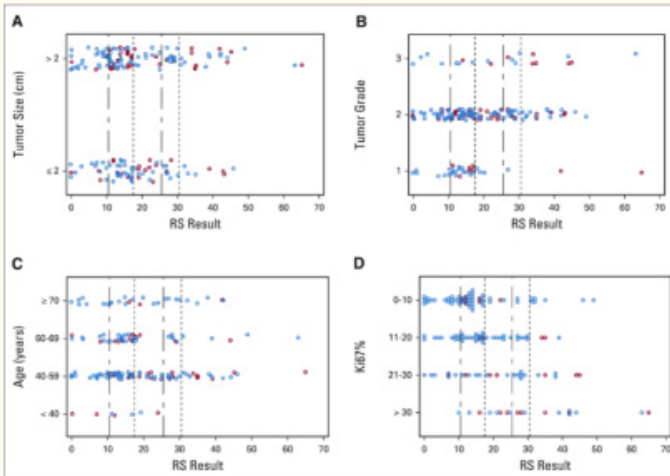 A
Tumor Size (cm)
> 2
≤ 2
0 10 20 30 40 50 60 70
RS Result
B
Tumor Grade
3
2
1
0 10 20 30 40 50 60 70
RS Result
C
Age (years)
≥ 70
60-69
40-59
< 40
0 10 20 30 40 50 60 70
RS Result
D
Ki67%
0-10
11-20
21-30
> 30
0 10 20 30 40 50 60 70
RS Result